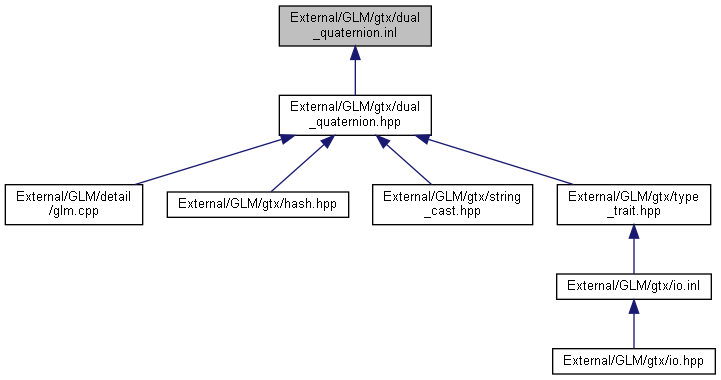 External/GLM/gtx/dual
_quaternion.inl
External/GLM/gtx/dual
_quaternion.hpp
External/GLM/detail
/glm.cpp
External/GLM/gtx/hash.hpp
External/GLM/gtx/string
_cast.hpp
External/GLM/gtx/type
_trait.hpp
External/GLM/gtx/io.inl
External/GLM/gtx/io.hpp